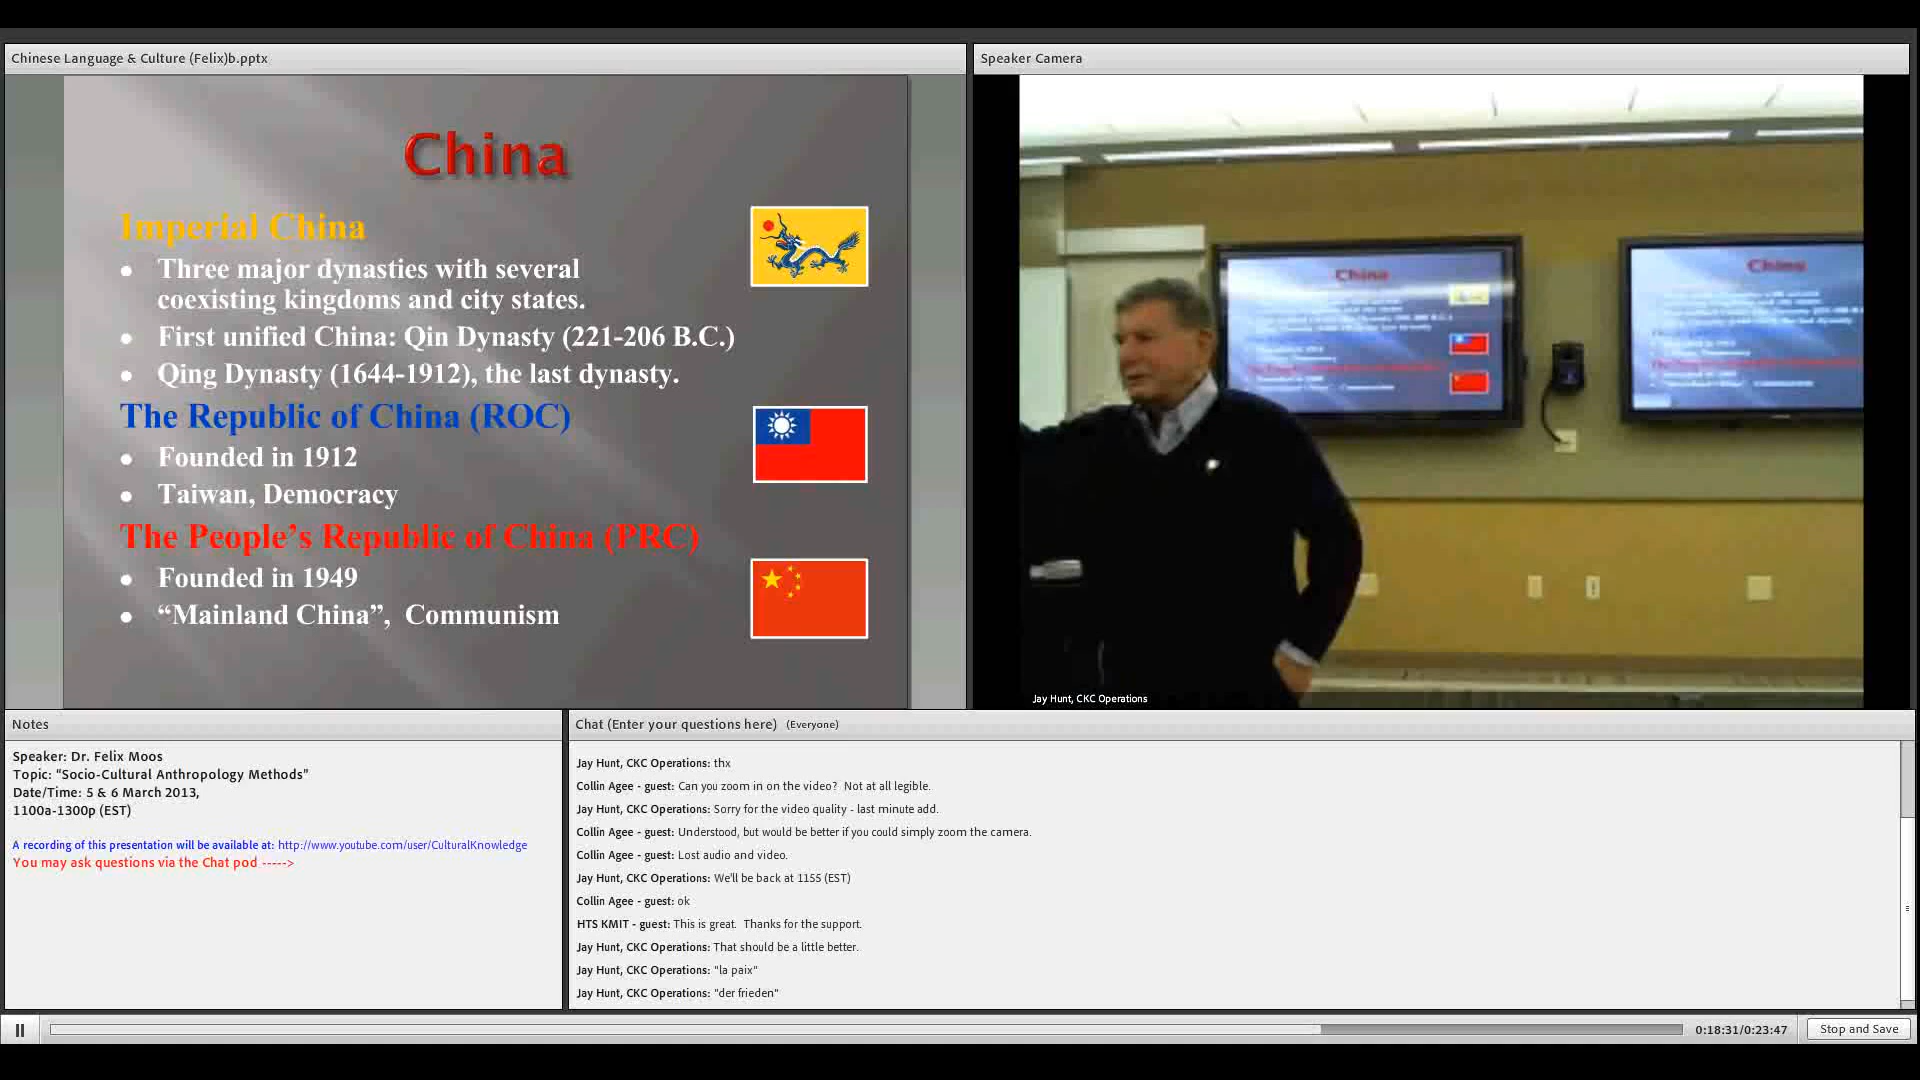 Chinese Language & Culture (Felix)b.pptx
China
Imperial China
• Three major dynasties with several
coexisting kingdoms and city states.
• First unified China: Qin Dynasty (221-206 B.C.)
• Qing Dynasty (1644-1912), the last dynasty.
The Republic of China (ROC)
• Founded in 1912
• Taiwan, Democracy
The People's Republic of China (PRC)
• Founded in 1949
• “Mainland China”,  Communism
Speaker Camera
China
China
Jay Hunt, CKC Operations
Notes
Speaker: Dr. Felix Moos
Topic: "Socio-Cultural Anthropology Methods"
Date/Time: 5 & 6 March 2013,
1100a-1300p (EST)
A recording of this presentation will be available at: http://www.youtube.com/user/CulturalKnowledge
You may ask questions via the Chat pod ----->
Chat (Enter your questions here) (Everyone)
Jay Hunt, CKC Operations: thx
Collin Agee - guest: Can you zoom in on the video?  Not at all legible.
Jay Hunt, CKC Operations: Sorry for the video quality - last minute add.
Collin Agee - guest: Understood, but would be better if you could simply zoom the camera.
Collin Agee - guest: Lost audio and video.
Jay Hunt, CKC Operations: We'll be back at 1155 (EST)
Collin Agee - guest: ok
HTS KMIT - guest: This is great.  Thanks for the support.
Jay Hunt, CKC Operations: That should be a little better.
Jay Hunt, CKC Operations: "la paix"
Jay Hunt, CKC Operations: "der frieden"
0:18:31/0:23:47
Stop and Save